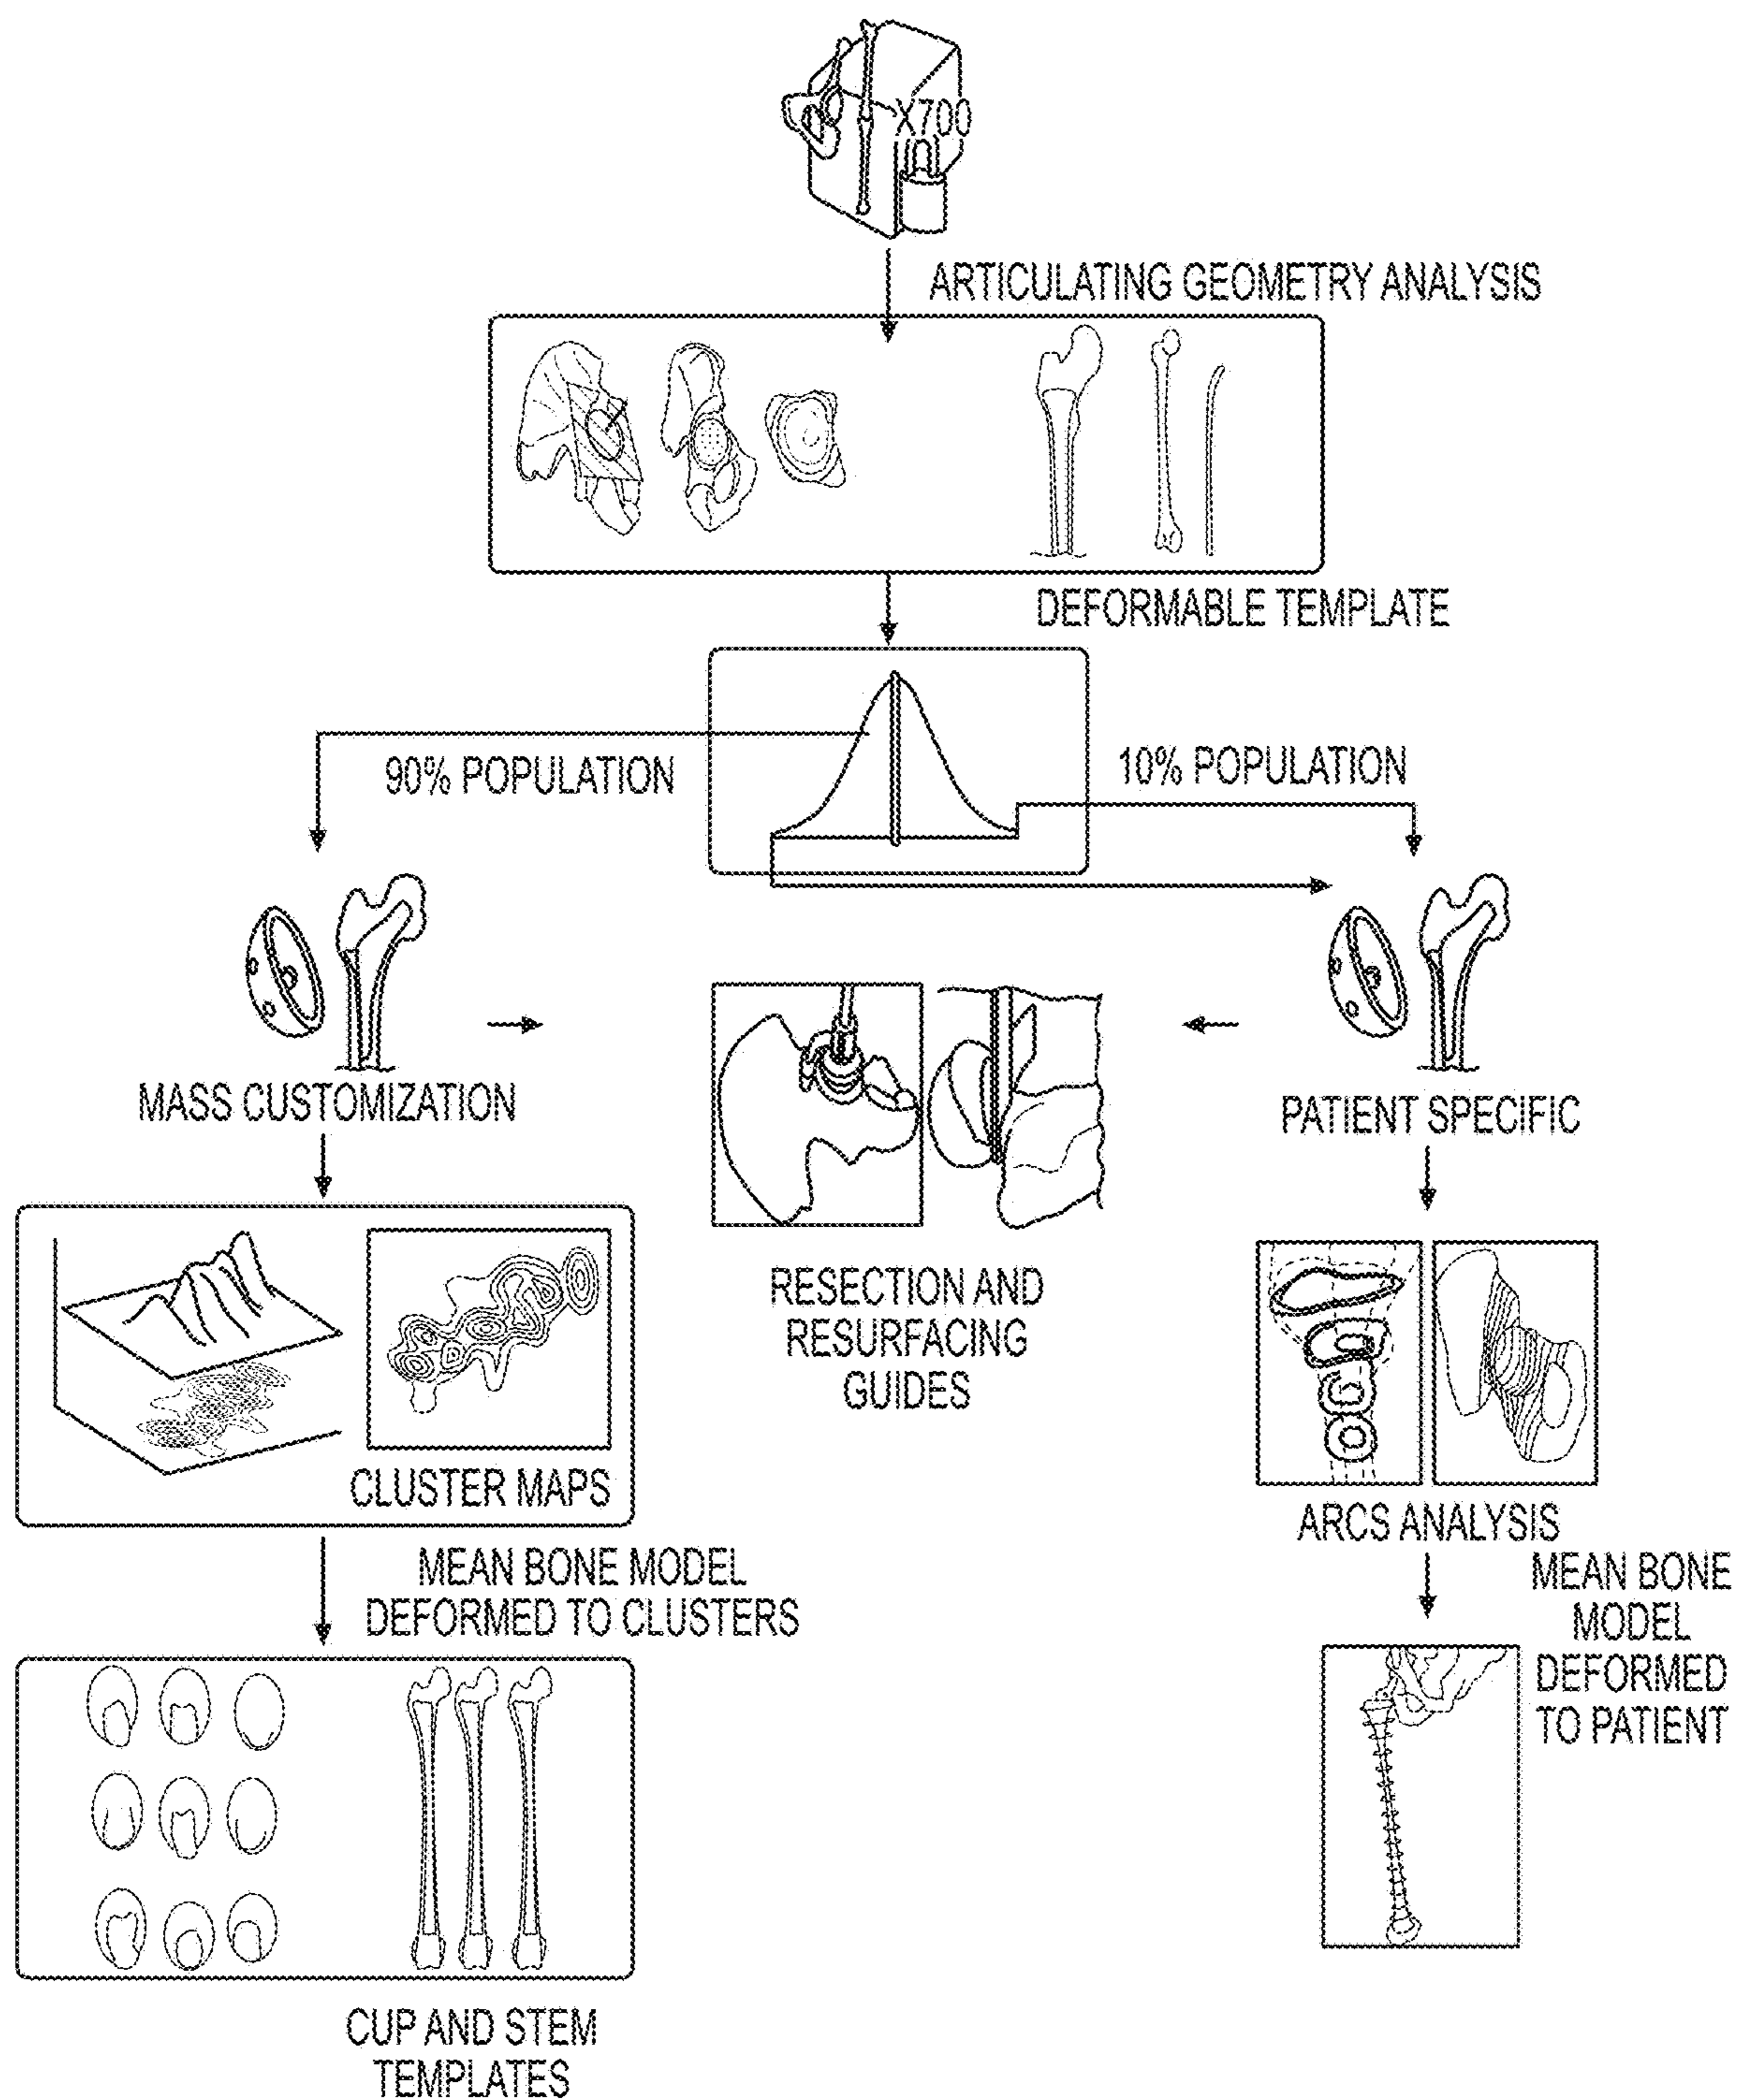 X700
ARTICULATING GEOMETRY ANALYSIS
DEFORMABLE TEMPLATE
90% POPULATION
10% POPULATION
MASS CUSTOMIZATION
PATIENT SPECIFIC
RESECTION AND
RESURFACING
GUIDES
CLUSTER MAPS
ARCS ANALYSIS
MEAN BONE MODEL
DEFORMED TO CLUSTERS
MEAN BONE
MODEL
DEFORMED
TO PATIENT
CUP AND STEM
TEMPLATES